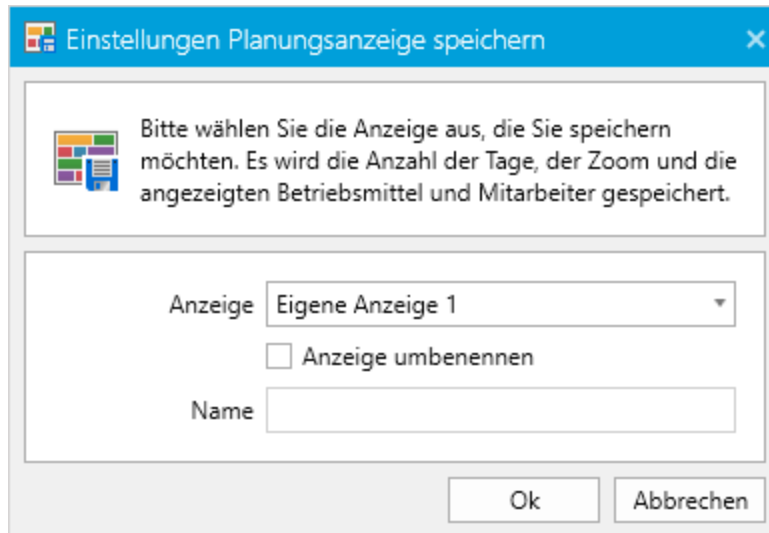 Einstellungen Planungsanzeige speichern
Bitte wählen Sie die Anzeige aus, die Sie speichern
möchten. Es wird die Anzahl der Tage, der Zoom und die
angezeigten Betriebsmittel und Mitarbeiter gespeichert.
Anzeige Eigene Anzeige 1
Anzeige umbenennen
Name
Ok Abbrechen